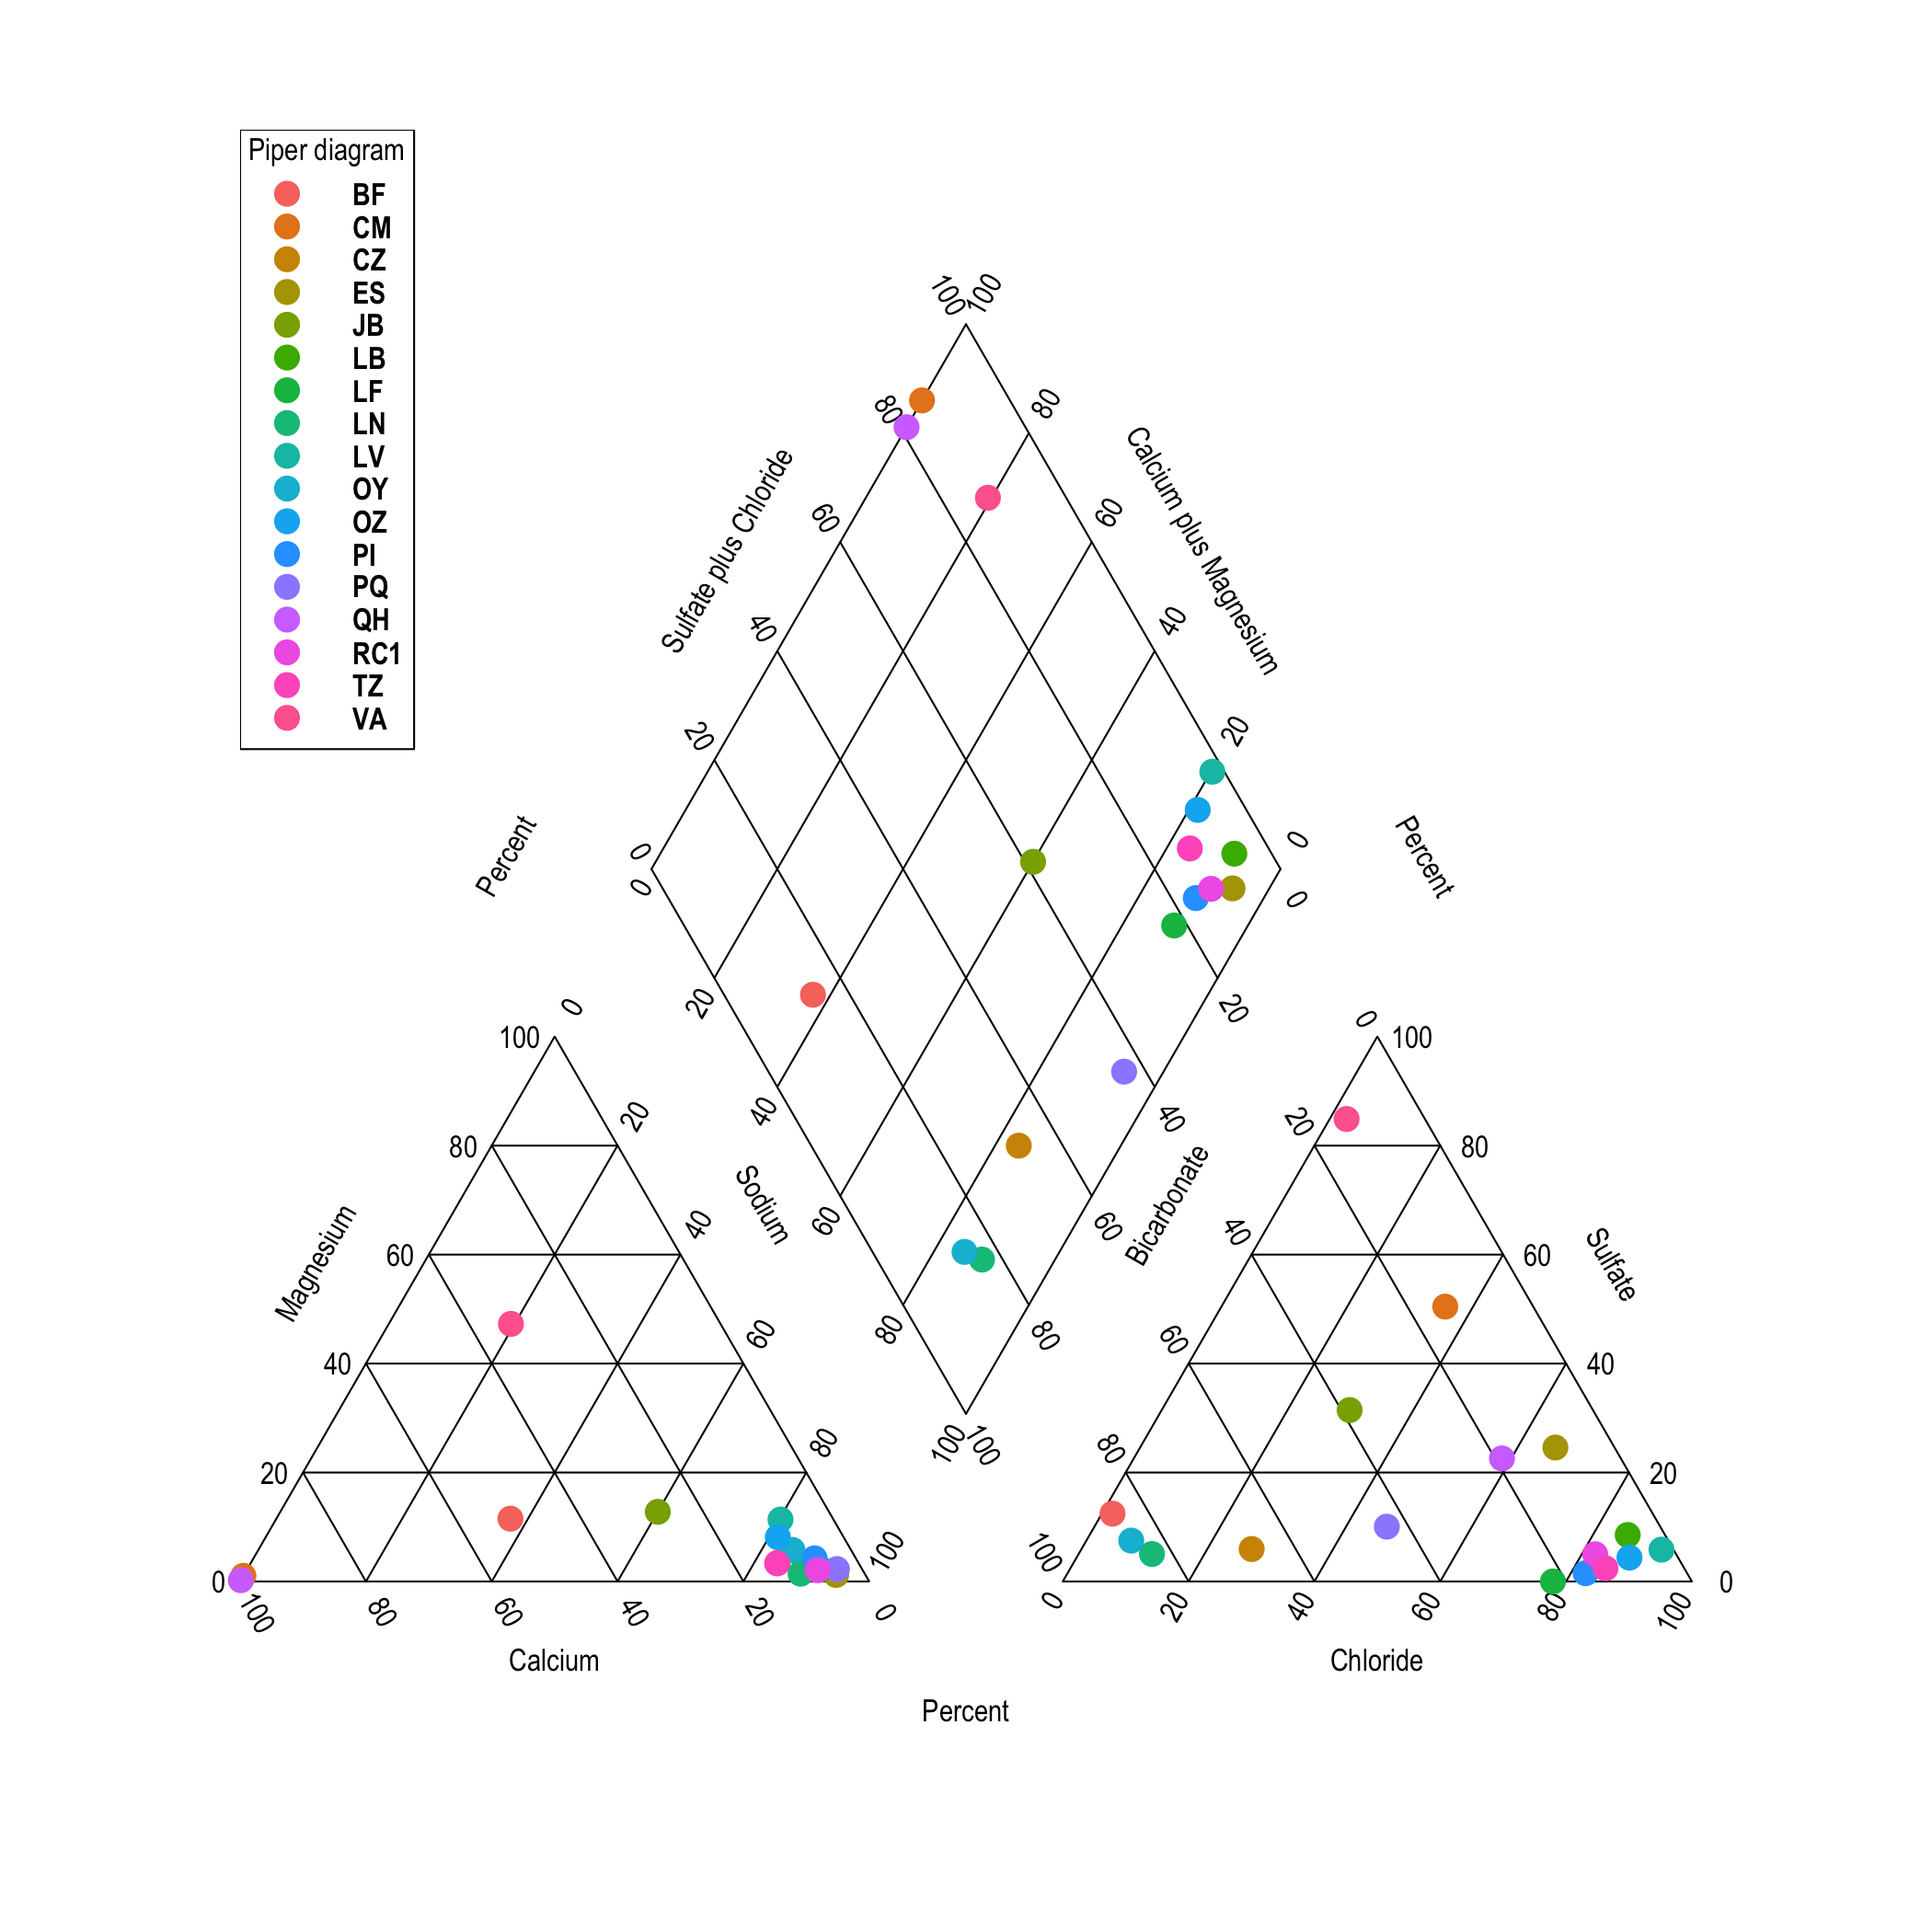 Piper diagram
BF
CM
CZ
ES
JB
LB
LF
LN
LV
OY
OZ
PI
PQ
QH
RC1
TZ
VA
100 100
80 80
60 60
40 40
20 20
0 0
0 0
20 20
40 40
60 60
80 80
100 100
Sulfate plus Chloride
Calcium plus Magnesium
Percent
Percent
Sodium
Bicarbonate
100 0
80 20
60 40
40 60
20 80
0 100
Magnesium
100 80 60 40 20 0
Calcium
0 100
20 80
40 60
60 40
80 20
100 0
Sulfate
0 20 40 60 80 100
Chloride
Percent